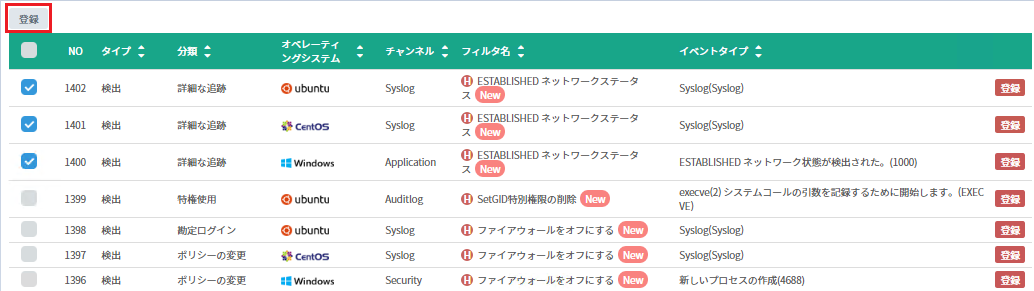 登録
NO タイプ 分類 オペレーティングシステム チャンネル フィルタ名 イベントタイプ
1402 検出 詳細な追跡 ubuntu Syslog H ESTABLISHED ネットワークステータス New Syslog(Syslog) 登録
1401 検出 詳細な追跡 CentOS Syslog H ESTABLISHED ネットワークステータス New Syslog(Syslog) 登録
1400 検出 詳細な追跡 Windows Application H ESTABLISHED ネットワークステータス New ESTABLISHED ネットワーク状態が検出された。(1000) 登録
1399 検出 特権使用 ubuntu Auditlog H SetGID特別権限の削除 New execve(2) システムコールの引数を記録するために開始します。(EXECVE) 登録
1398 検出 勘定ログイン ubuntu Syslog H ファイアウォールをオフにする New Syslog(Syslog) 登録
1397 検出 ポリシーの変更 CentOS Syslog H ファイアウォールをオフにする New Syslog(Syslog) 登録
1396 検出 ポリシーの変更 Windows Security H ファイアウォールをオフにする New 新しいプロセスの作成(4688) 登録